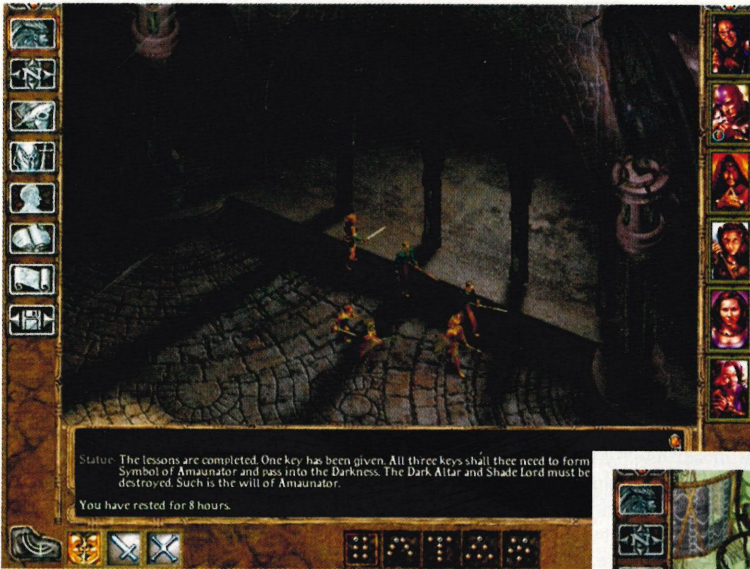 Statue- The lessons are completed. One key has been given. All three keys shall thee need to form
Symbol of Amaunator and pass into the Darkness. The Dark Altar and Shade Lord must be
destroyed. Such is the will of Amaunator.
You have rested for 8 hours.
N
N